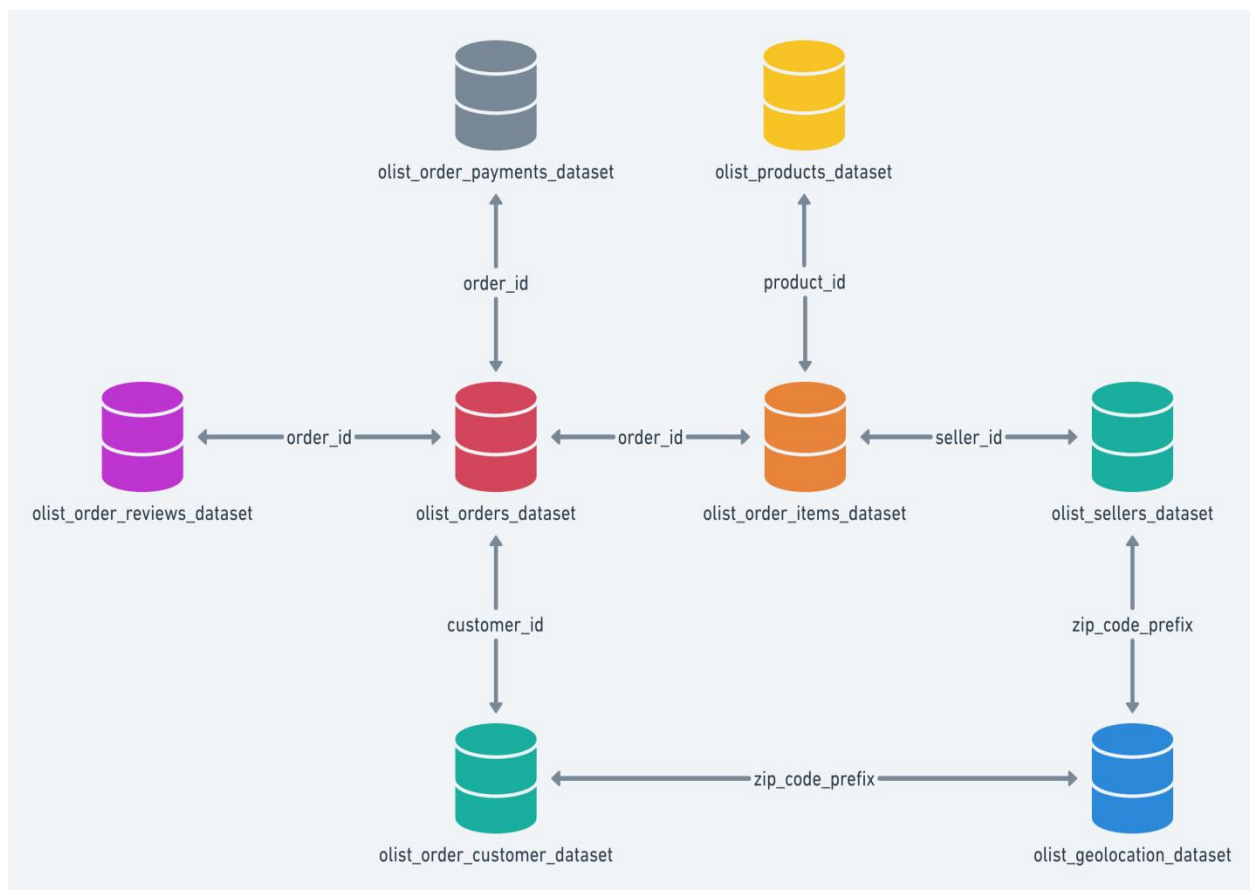 olist_order_payments_dataset
olist_products_dataset
order_id
product_id
order_id
order_id
seller_id
olist_order_reviews_dataset
olist_orders_dataset
olist_order_items_dataset
olist_sellers_dataset
customer_id
zip_code_prefix
zip_code_prefix
olist_order_customer_dataset
olist_geolocation_dataset